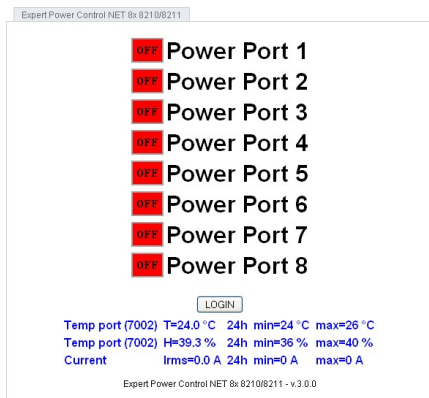 Expert Power Control NET 8x 8210/8211
OFF Power Port 1
OFF Power Port 2
OFF Power Port 3
OFF Power Port 4
OFF Power Port 5
OFF Power Port 6
OFF Power Port 7
OFF Power Port 8
LOGIN
Temp port (7002) T=24.0 °C 24h min=24 °C max=26 °C
Temp port (7002) H=39.3 % 24h min=36 % max=40 %
Current Irms=0.0 A 24h min=0 A max=0 A
Expert Power Control NET 8x 8210/8211 - v.3.0.0